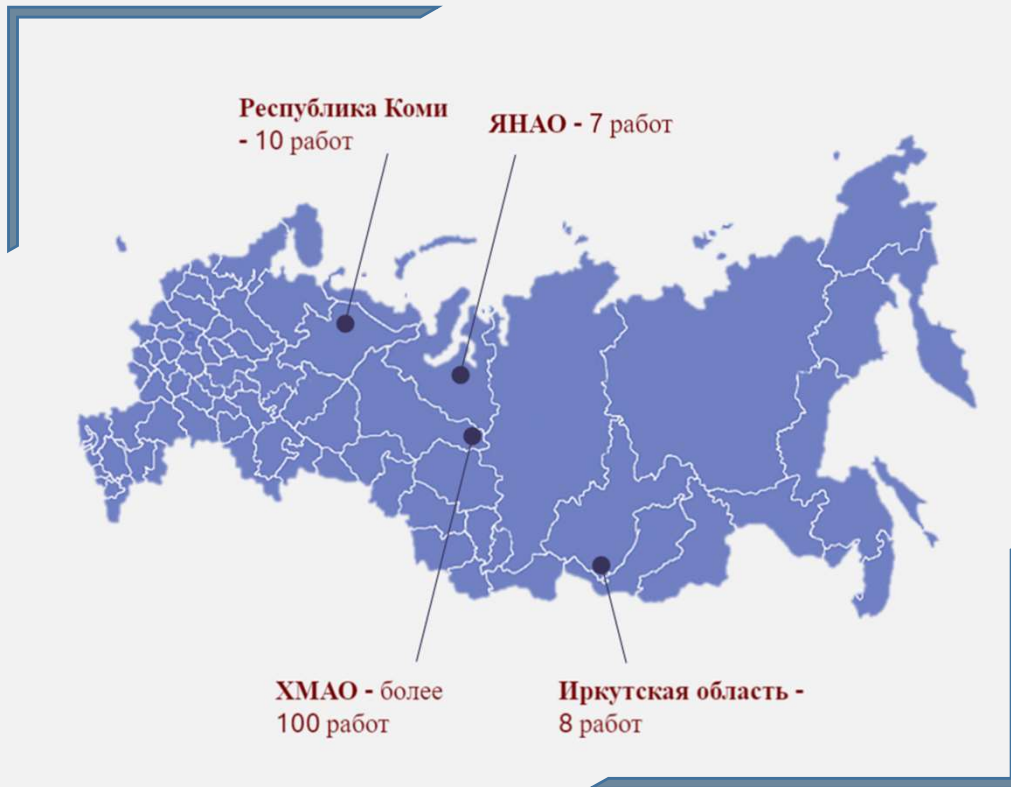 Республика Коми
- 10 работ
ЯНАО - 7 работ
ХМАО - более
100 работ
Иркутская область -
8 работ